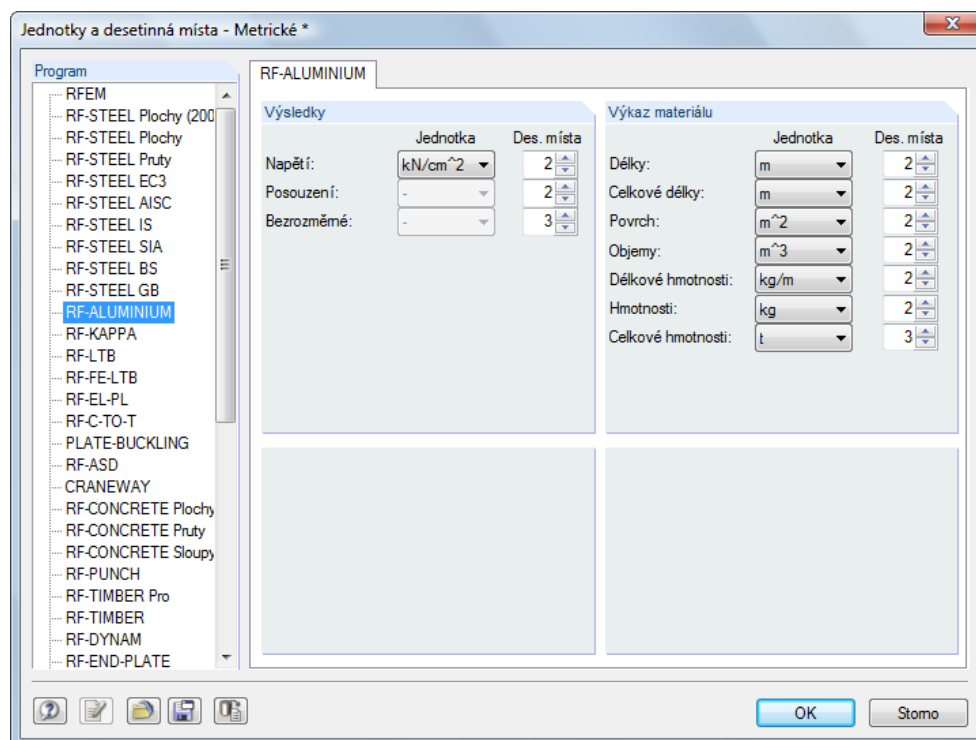 Jednotky a desetinná místa - Metrické *
Program
RFEM
RF-STEEL Plochy (200
RF-STEEL Plochy
RF-STEEL Pruty
RF-STEEL EC3
RF-STEEL AISC
RF-STEEL IS
RF-STEEL SIA
RF-STEEL BS
RF-STEEL GB
RF-ALUMINIUM
RF-KAPPA
RF-LTB
RF-FE-LTB
RF-EL-PL
RF-C-TO-T
PLATE-BUCKLING
RF-ASD
CRANEWAY
RF-CONCRETE Plochy
RF-CONCRETE Pruty
RF-CONCRETE Sloupy
RF-PUNCH
RF-TIMBER Pro
RF-TIMBER
RF-DYNAM
RF-END-PLATE
RF-ALUMINIUM
Výsledky
Jednotka Des. místa
Napětí: kN/cm^2 2
Posouzení: - 2
Bezrozměrné: - 3
Výkaz materiálu
Jednotka Des. místa
Délky: m 2
Celkové délky: m 2
Povrch: m^2 2
Objemy: m^3 2
Délkové hmotnosti: kg/m 2
Hmotnosti: kg 2
Celkové hmotnosti: t 3
OK Storno